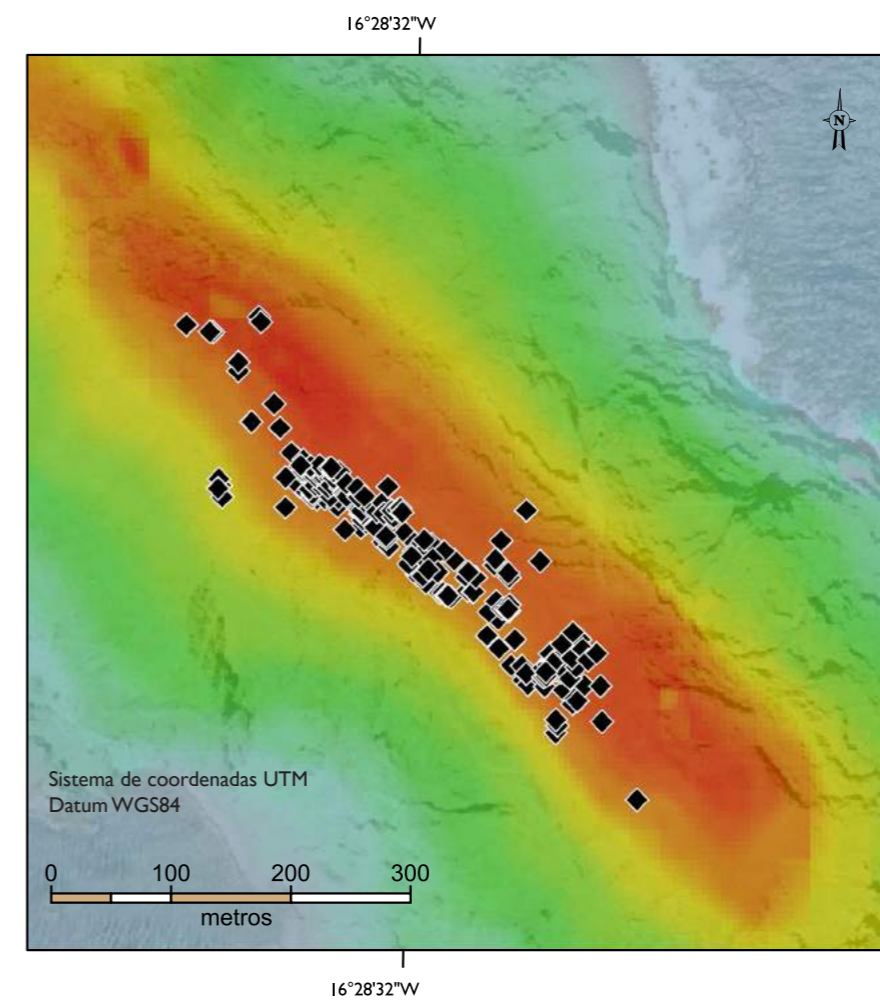 16°28'32"W
N
Sistema de coordenadas UTM
Datum WGS84
0 100 200 300
metros
16°28'32"W